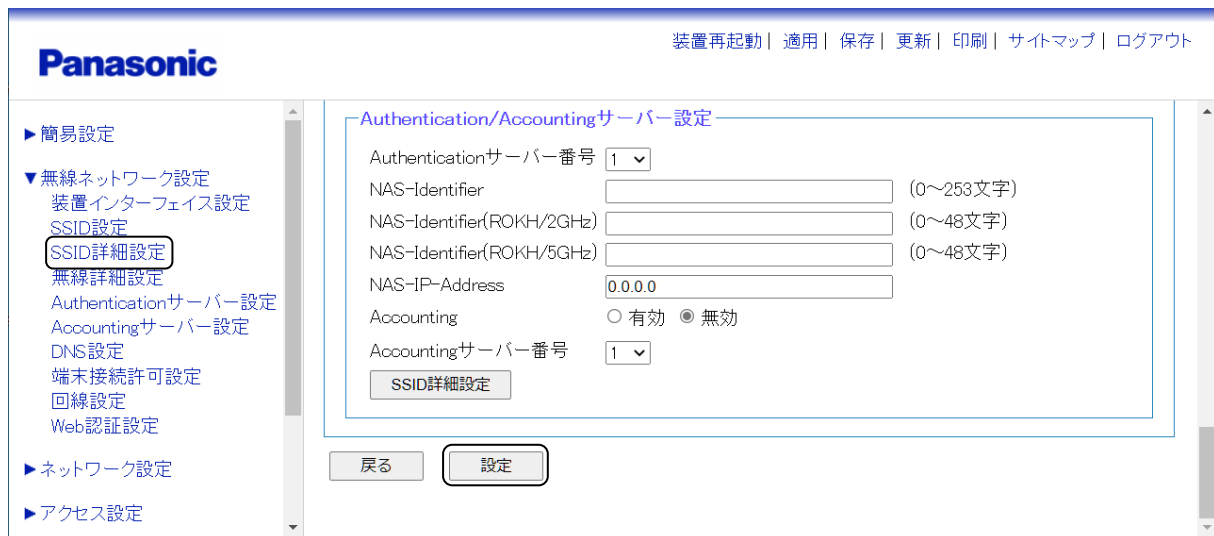 Panasonic
装置再起動| 適用| 保存| 更新| 印刷| サイトマップ| ログアウト
▶簡易設定
▼無線ネットワーク設定
装置インターフェイス設定
SSID設定
SSID詳細設定
無線詳細設定
Authenticationサーバー設定
Accountingサーバー設定
DNS設定
端末接続許可設定
回線設定
Web認証設定
▶ネットワーク設定
▶アクセス設定
Authentication/Accountingサーバー設定
Authenticationサーバー番号 1
NAS-Identifier (0~253文字)
NAS-Identifier(R0KH/2GHz) (0~48文字)
NAS-Identifier(R0KH/5GHz) (0~48文字)
NAS-IP-Address 0.0.0.0
Accounting 有効 無効
Accountingサーバー番号 1
SSID詳細設定
戻る 設定